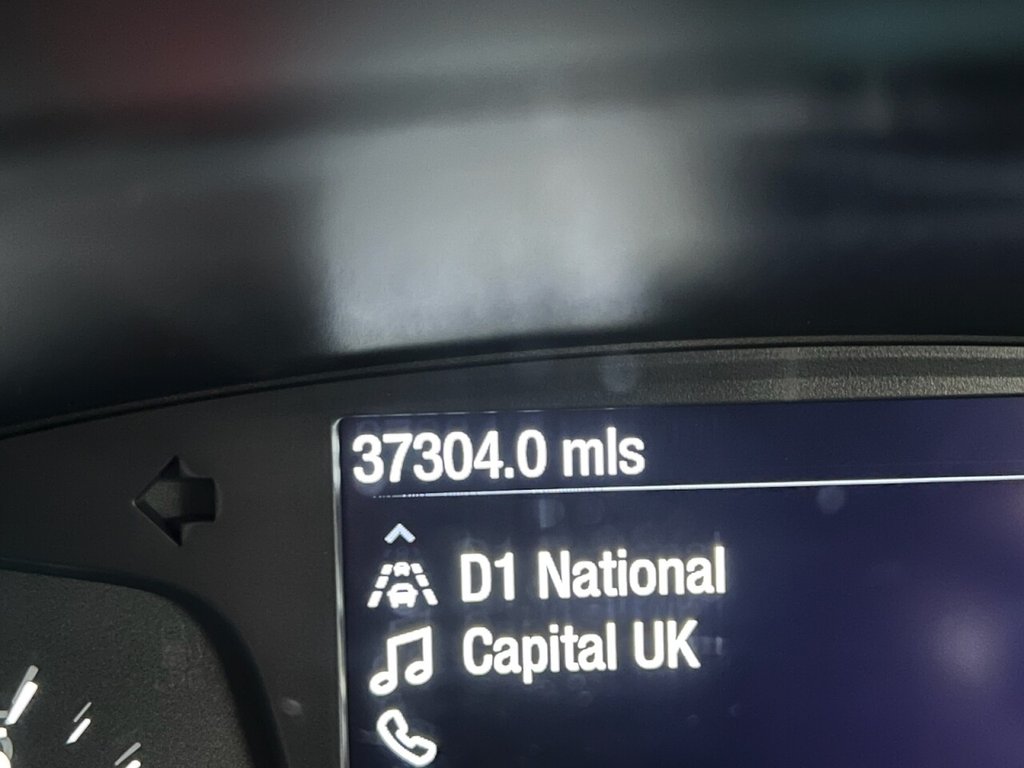 37304.0 mls
D1 National
Capital UK